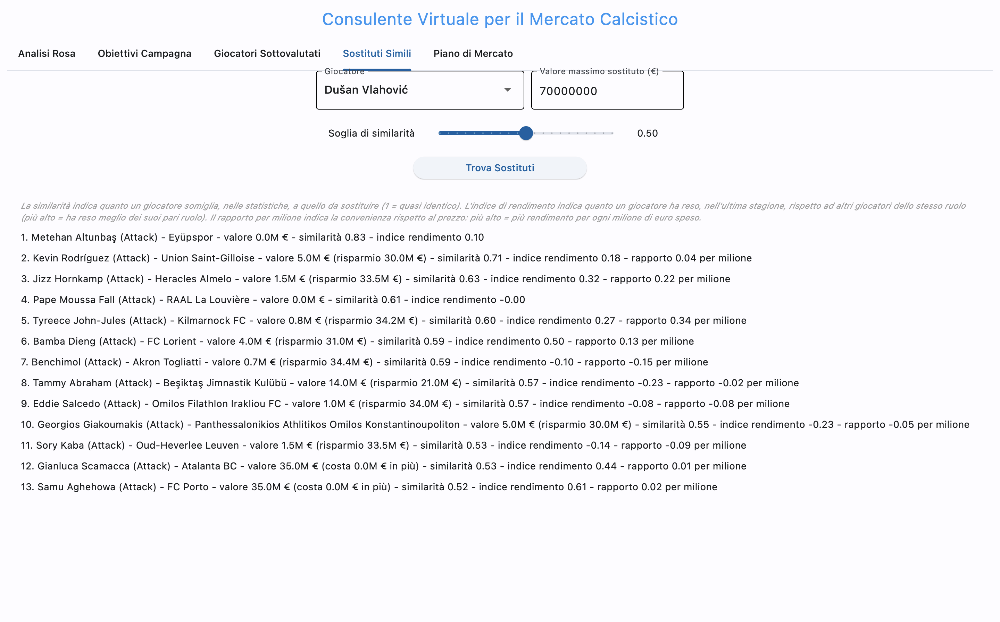 Consulente Virtuale per il Mercato Calcistico
Analisi Rosa Obiettivi Campagna Giocatori Sottovalutati Sostituti Simili Piano di Mercato
Giocatore Valore massimo sostituto (€)
Dušan Vlahović 70000000
Soglia di similarità 0.50
Trova Sostituti
La similarità indica quanto un giocatore somiglia, nelle statistiche, a quello da sostituire (1 = quasi identico). L'indice di rendimento indica quanto un giocatore ha reso, nell'ultima stagione, rispetto ad altri giocatori dello stesso ruolo
(più alto = ha reso meglio dei suoi pari ruolo). Il rapporto per milione indica la convenienza rispetto al prezzo: più alto = più rendimento per ogni milione di euro speso.
1. Metehan Altunbaş (Attack) - Eyüpspor - valore 0.0M € - similarità 0.83 - indice rendimento 0.10
2. Kevin Rodríguez (Attack) - Union Saint-Gilloise - valore 5.0M € (risparmio 30.0M €) - similarità 0.71 - indice rendimento 0.18 - rapporto 0.04 per milione
3. Jizz Hornkamp (Attack) - Heracles Almelo - valore 1.5M € (risparmio 33.5M €) - similarità 0.63 - indice rendimento 0.32 - rapporto 0.22 per milione
4. Pape Moussa Fall (Attack) - RAAL La Louvière - valore 0.0M € - similarità 0.61 - indice rendimento -0.00
5. Tyreece John-Jules (Attack) - Kilmarnock FC - valore 0.8M € (risparmio 34.2M €) - similarità 0.60 - indice rendimento 0.27 - rapporto 0.34 per milione
6. Bamba Dieng (Attack) - FC Lorient - valore 4.0M € (risparmio 31.0M €) - similarità 0.59 - indice rendimento 0.50 - rapporto 0.13 per milione
7. Benchimol (Attack) - Akron Togliatti - valore 0.7M € (risparmio 34.4M €) - similarità 0.59 - indice rendimento -0.10 - rapporto -0.15 per milione
8. Tammy Abraham (Attack) - Beşiktaş Jimnastik Kulübü - valore 14.0M € (risparmio 21.0M €) - similarità 0.57 - indice rendimento -0.23 - rapporto -0.02 per milione
9. Eddie Salcedo (Attack) - Omilos Filathlon Irakliou FC - valore 1.0M € (risparmio 34.0M €) - similarità 0.57 - indice rendimento -0.08 - rapporto -0.08 per milione
10. Georgios Giakoumakis (Attack) - Panthessalonikios Athlitikos Omilos Konstantinoupoliton - valore 5.0M € (risparmio 30.0M €) - similarità 0.55 - indice rendimento -0.23 - rapporto -0.05 per milione
11. Sory Kaba (Attack) - Oud-Heverlee Leuven - valore 1.5M € (risparmio 33.5M €) - similarità 0.53 - indice rendimento -0.14 - rapporto -0.09 per milione
12. Gianluca Scamacca (Attack) - Atalanta BC - valore 35.0M € (costa 0.0M € in più) - similarità 0.53 - indice rendimento 0.44 - rapporto 0.01 per milione
13. Samu Aghehowa (Attack) - FC Porto - valore 35.0M € (costa 0.0M € in più) - similarità 0.52 - indice rendimento 0.61 - rapporto 0.02 per milione